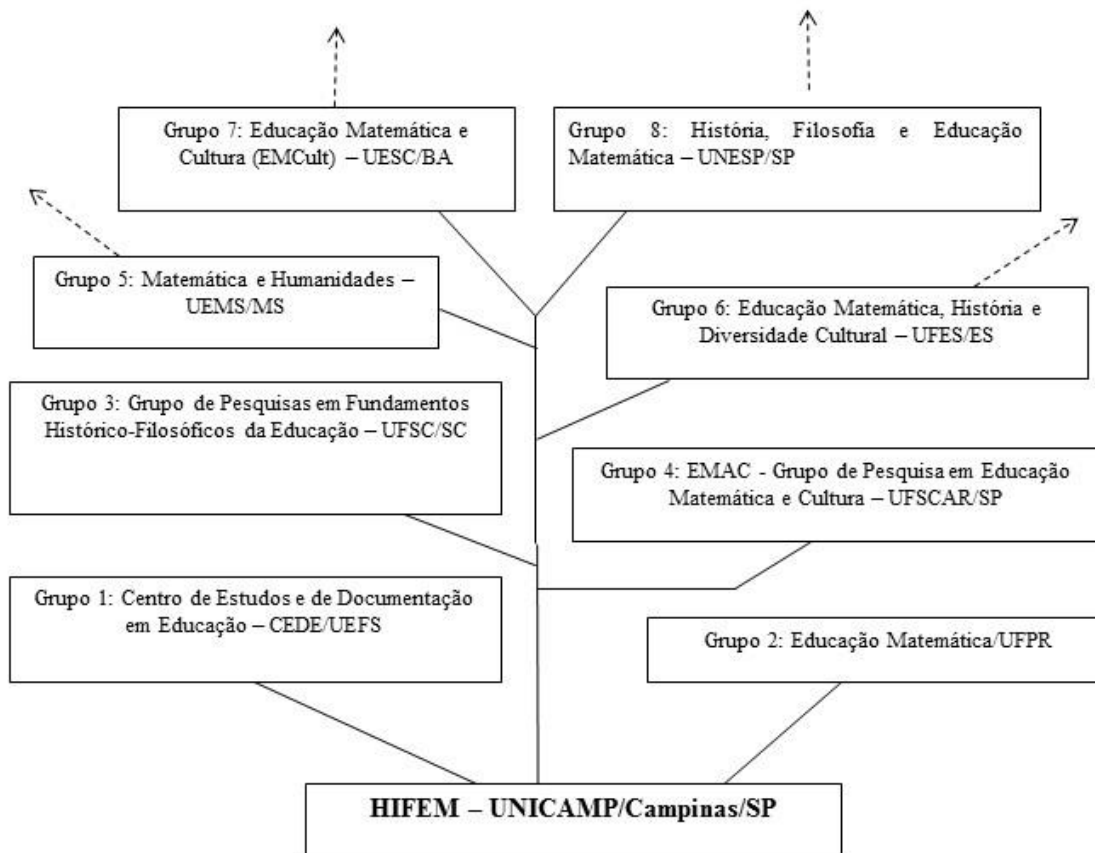 Grupo 7: Educação Matemática e
Cultura (EMCult) – UESC/BA
Grupo 8: História, Filosofia e Educação
Matemática – UNESP/SP
Grupo 5: Matemática e Humanidades –
UEMS/MS
Grupo 6: Educação Matemática, História e
Diversidade Cultural – UFES/ES
Grupo 3: Grupo de Pesquisas em Fundamentos
Histórico-Filosóficos da Educação – UFSC/SC
Grupo 4: EMAC - Grupo de Pesquisa em Educação
Matemática e Cultura – UFSCAR/SP
Grupo 1: Centro de Estudos e de Documentação
em Educação – CEDE/UEFS
Grupo 2: Educação Matemática/UFPR
HIFEM – UNICAMP/Campinas/SP